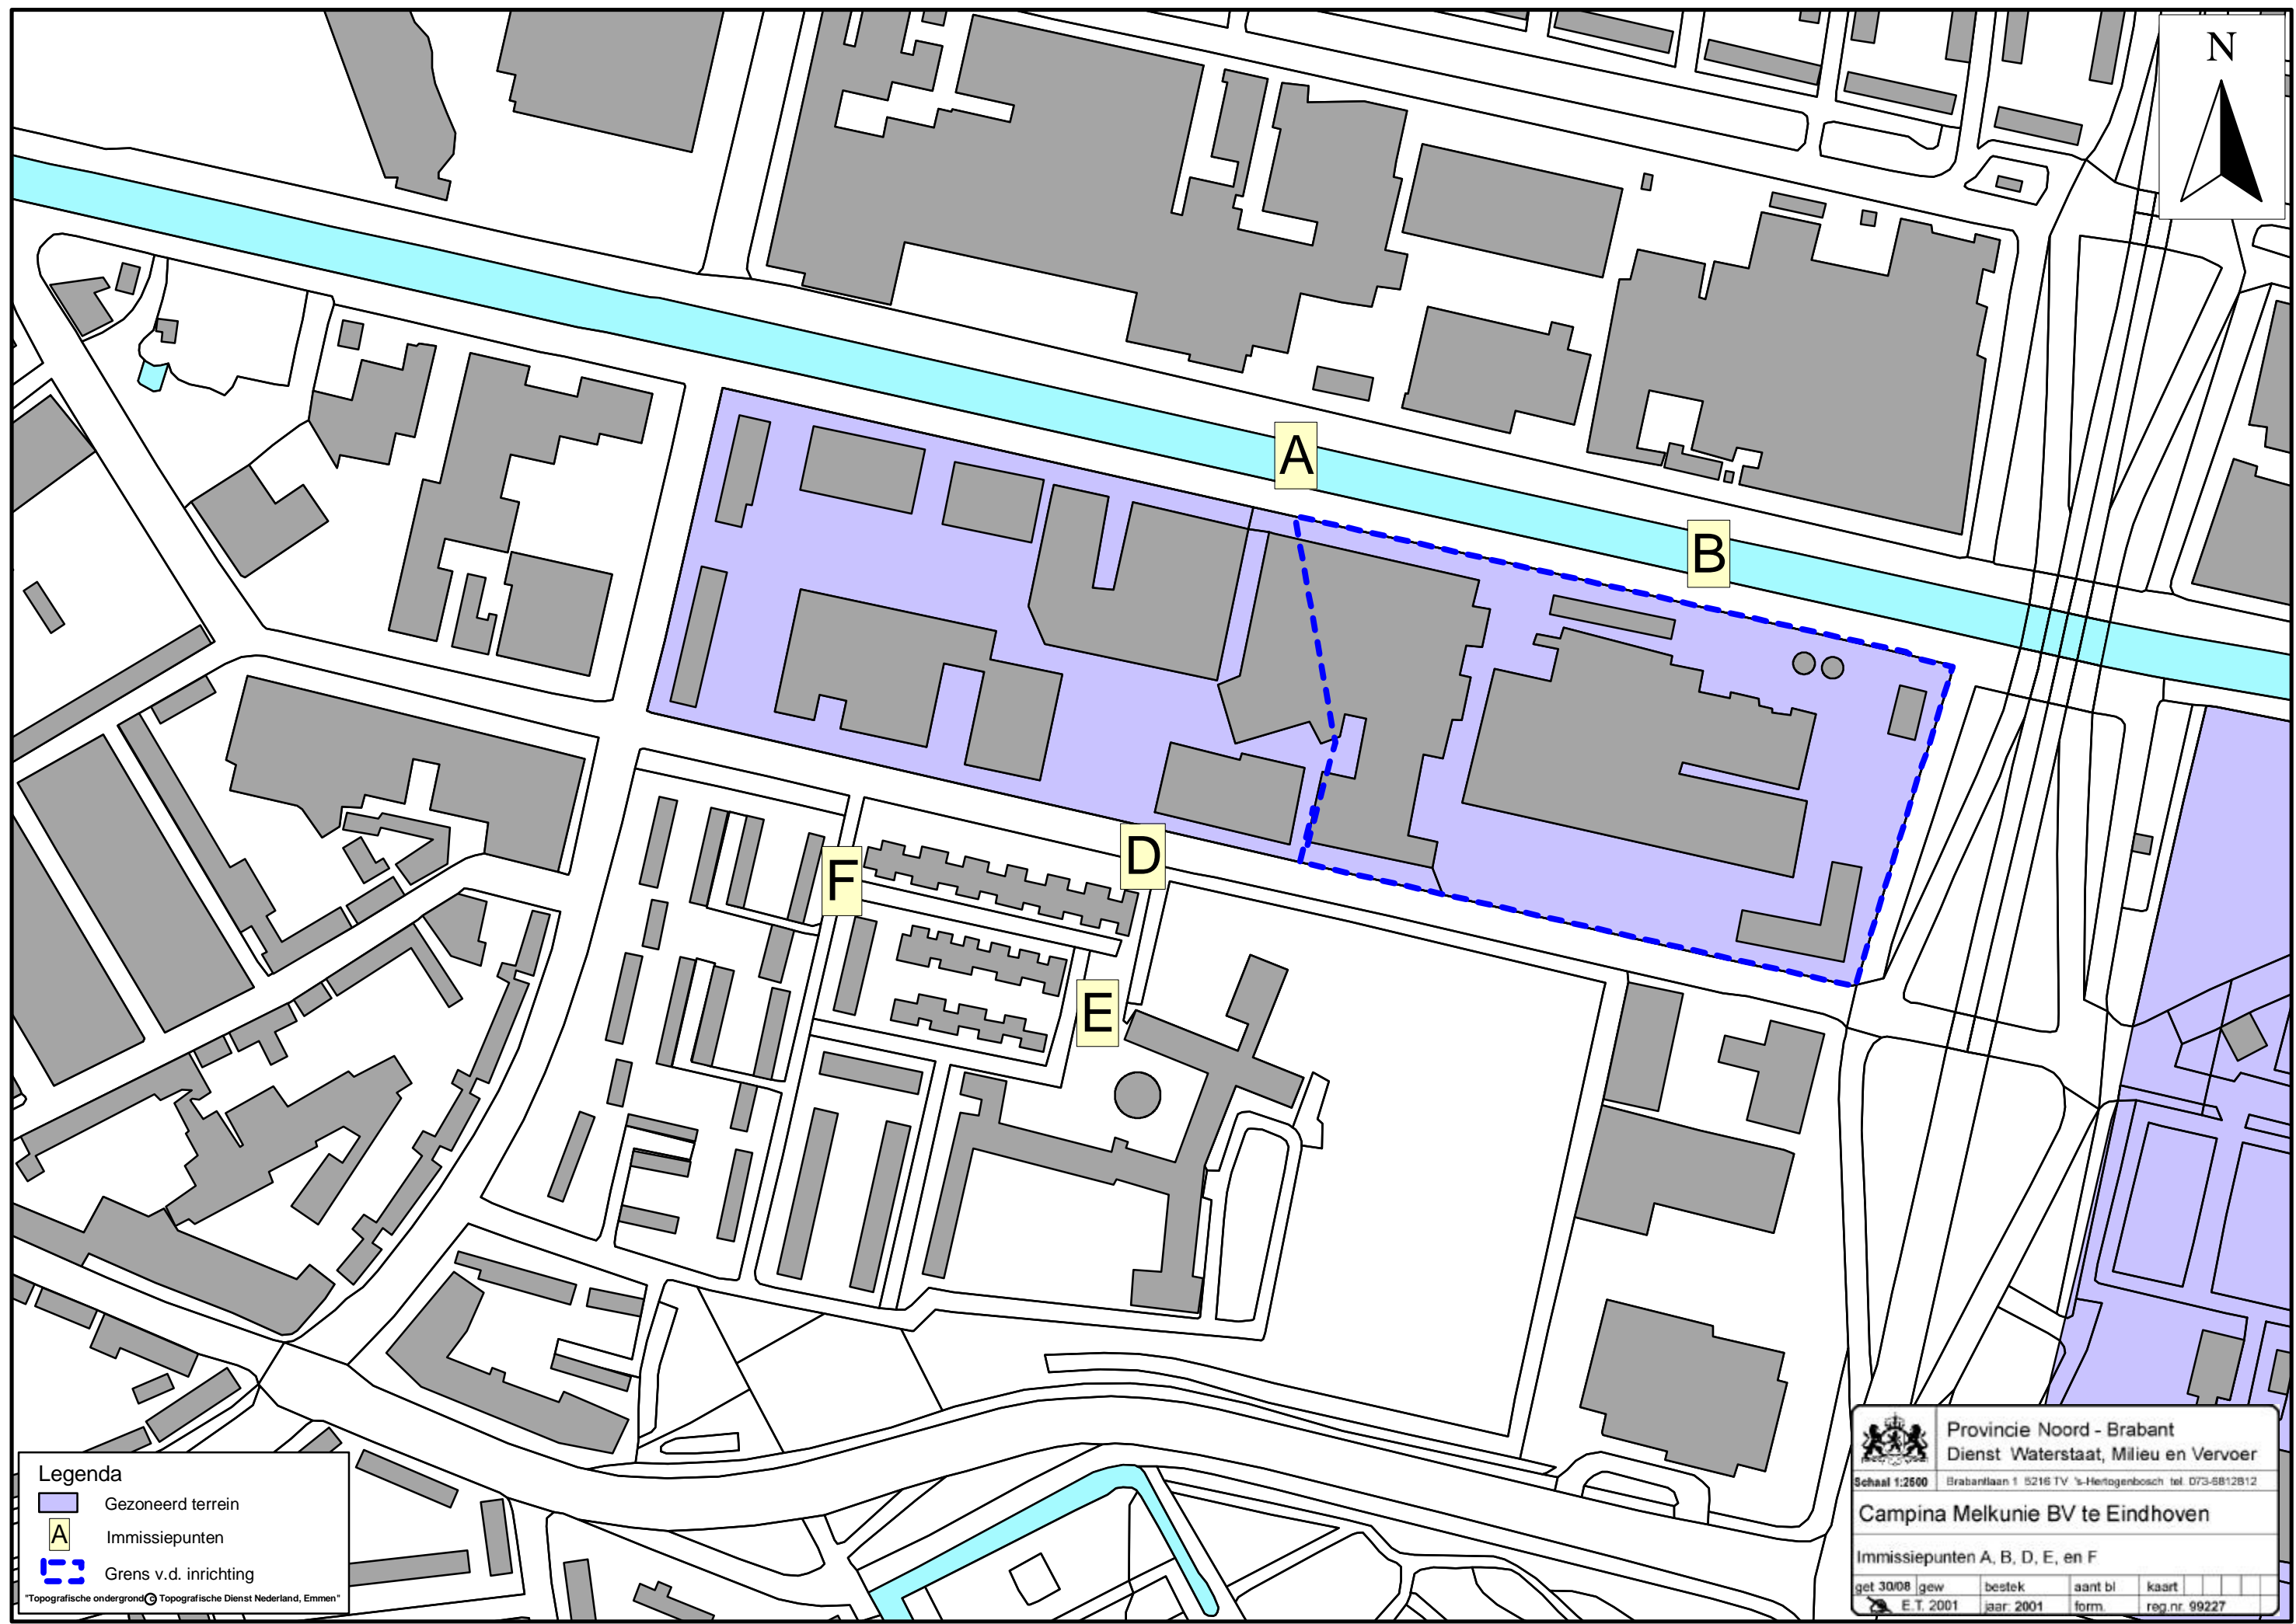 N
A
B
D
F
E
Legenda
Gezoneerd terrein
A Immissiepunten
Grens v.d. inrichting
"Topografische ondergrond © Topografische Dienst Nederland, Emmen"
Provincie Noord - Brabant
Dienst Waterstaat, Milieu en Vervoer
Schaal 1:2500 Brabantlaan 1 5216 TV 's-Hertogenbosch tel. 073-6812812
Campina Melkunie BV te Eindhoven
Immissiepunten A, B, D, E, en F
get 30/08 gew bestek aant bl kaart
E.T. 2001 jaar: 2001 form. reg.nr. 99227